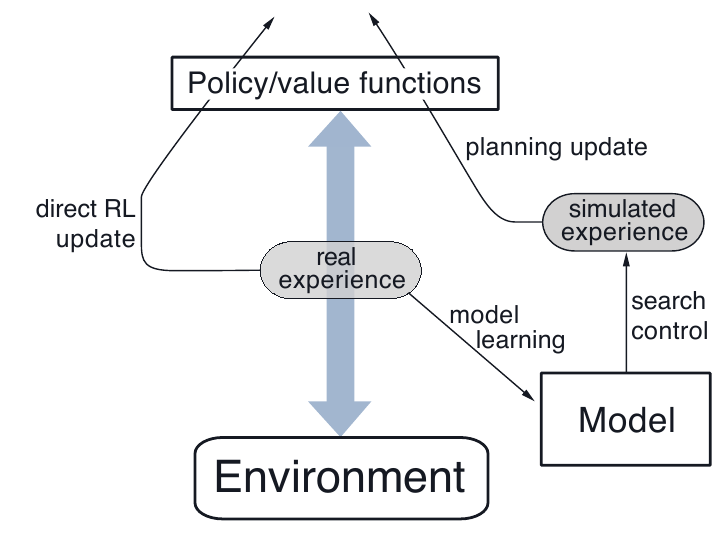 Policy/value functions
planning update
direct RL
update
simulated
experience
real
experience
model
learning
search
control
Model
Environment